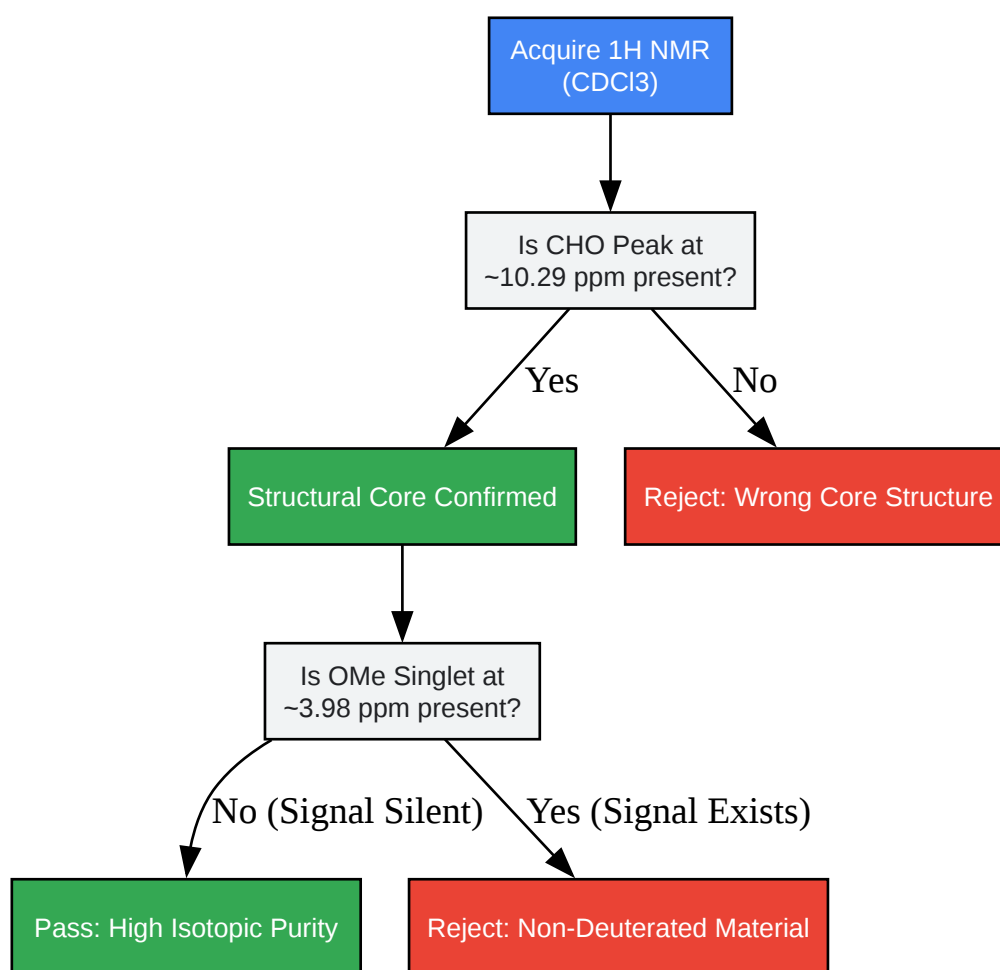 Acquire 1H NMR
(CDCl3)
Is CHO Peak at
~10.29 ppm present?
Yes
No
Structural Core Confirmed
Reject: Wrong Core Structure
Is OMe Singlet at
~3.98 ppm present?
No (Signal Silent)
Yes (Signal Exists)
Pass: High Isotopic Purity
Reject: Non-Deuterated Material